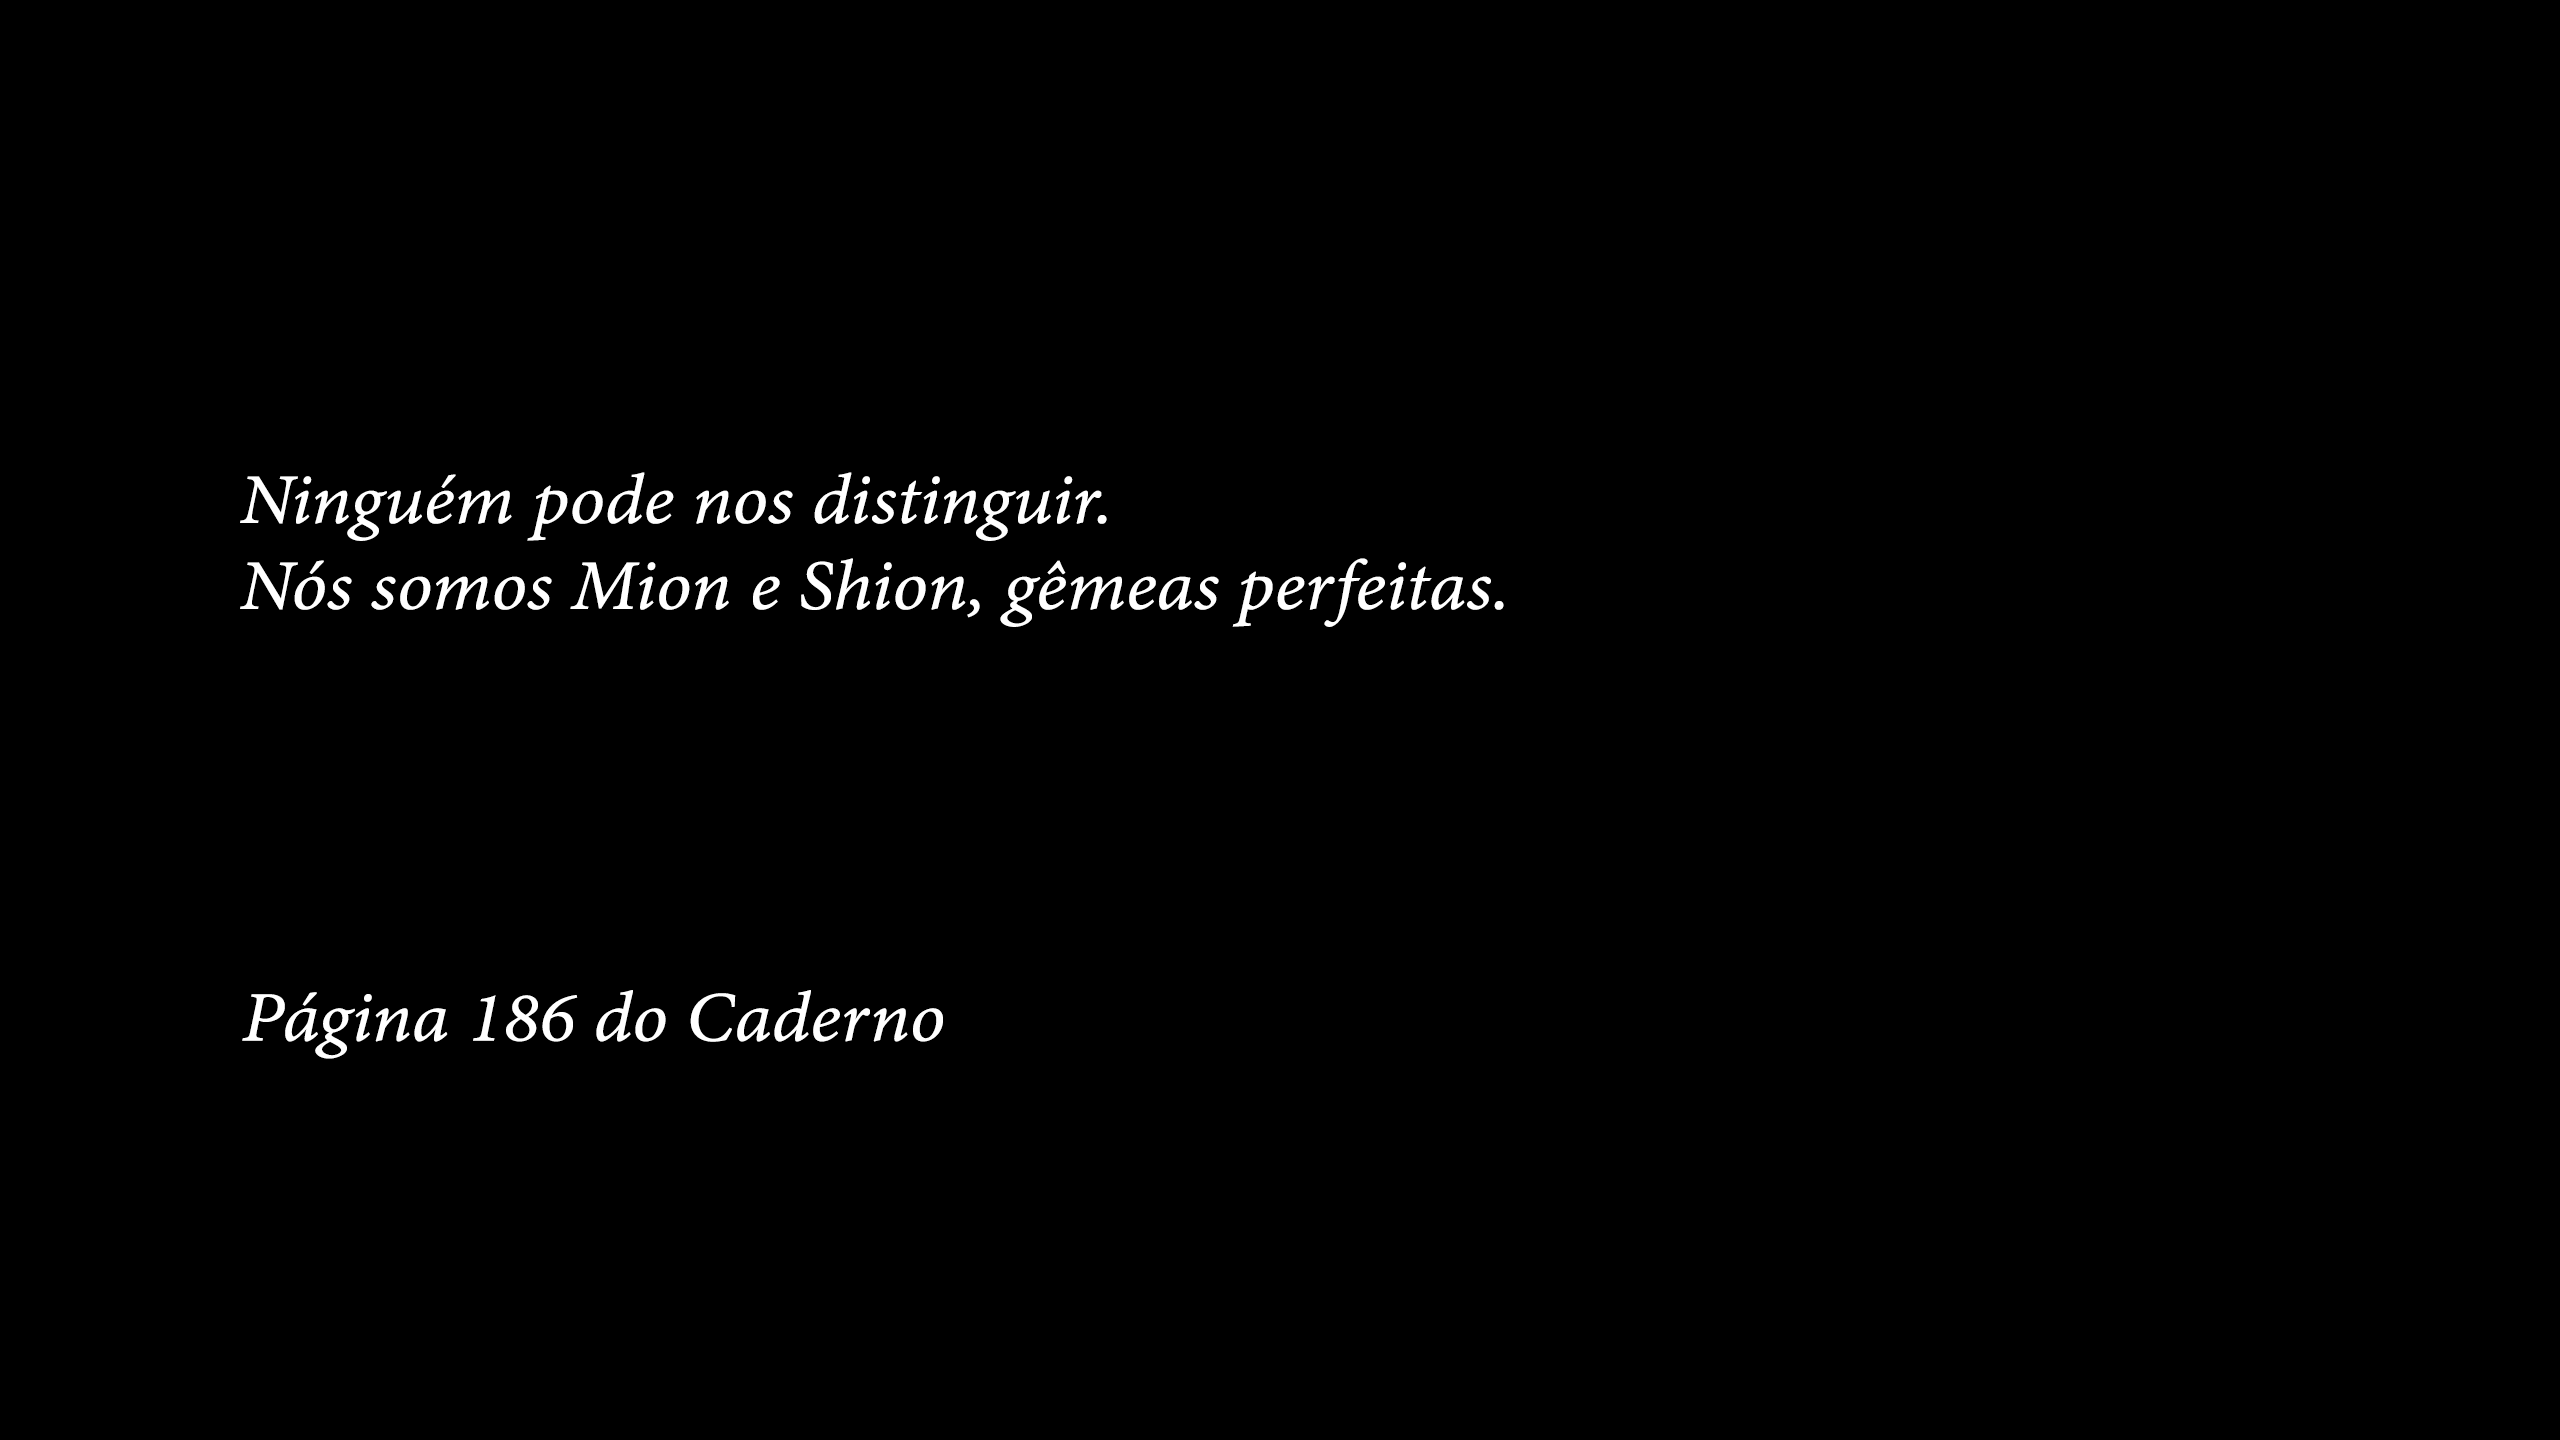 Ninguém pode nos distinguir.
Nós somos Mion e Shion, gêmeas perfeitas.
Página 186 do Caderno